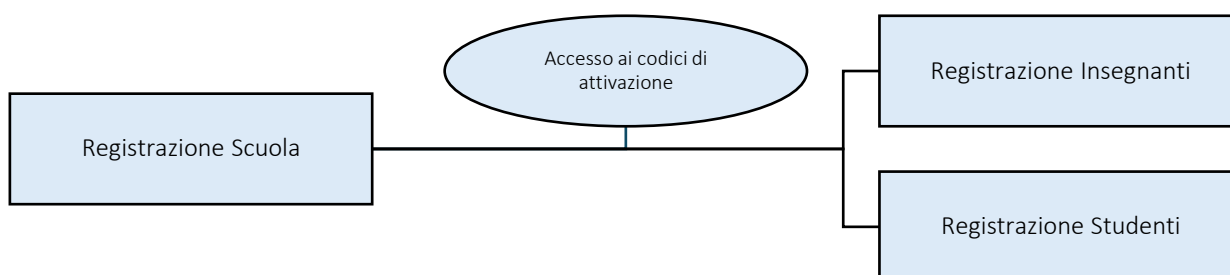 Accesso ai codici di
attivazione
Registrazione Insegnanti
Registrazione Scuola
Registrazione Studenti